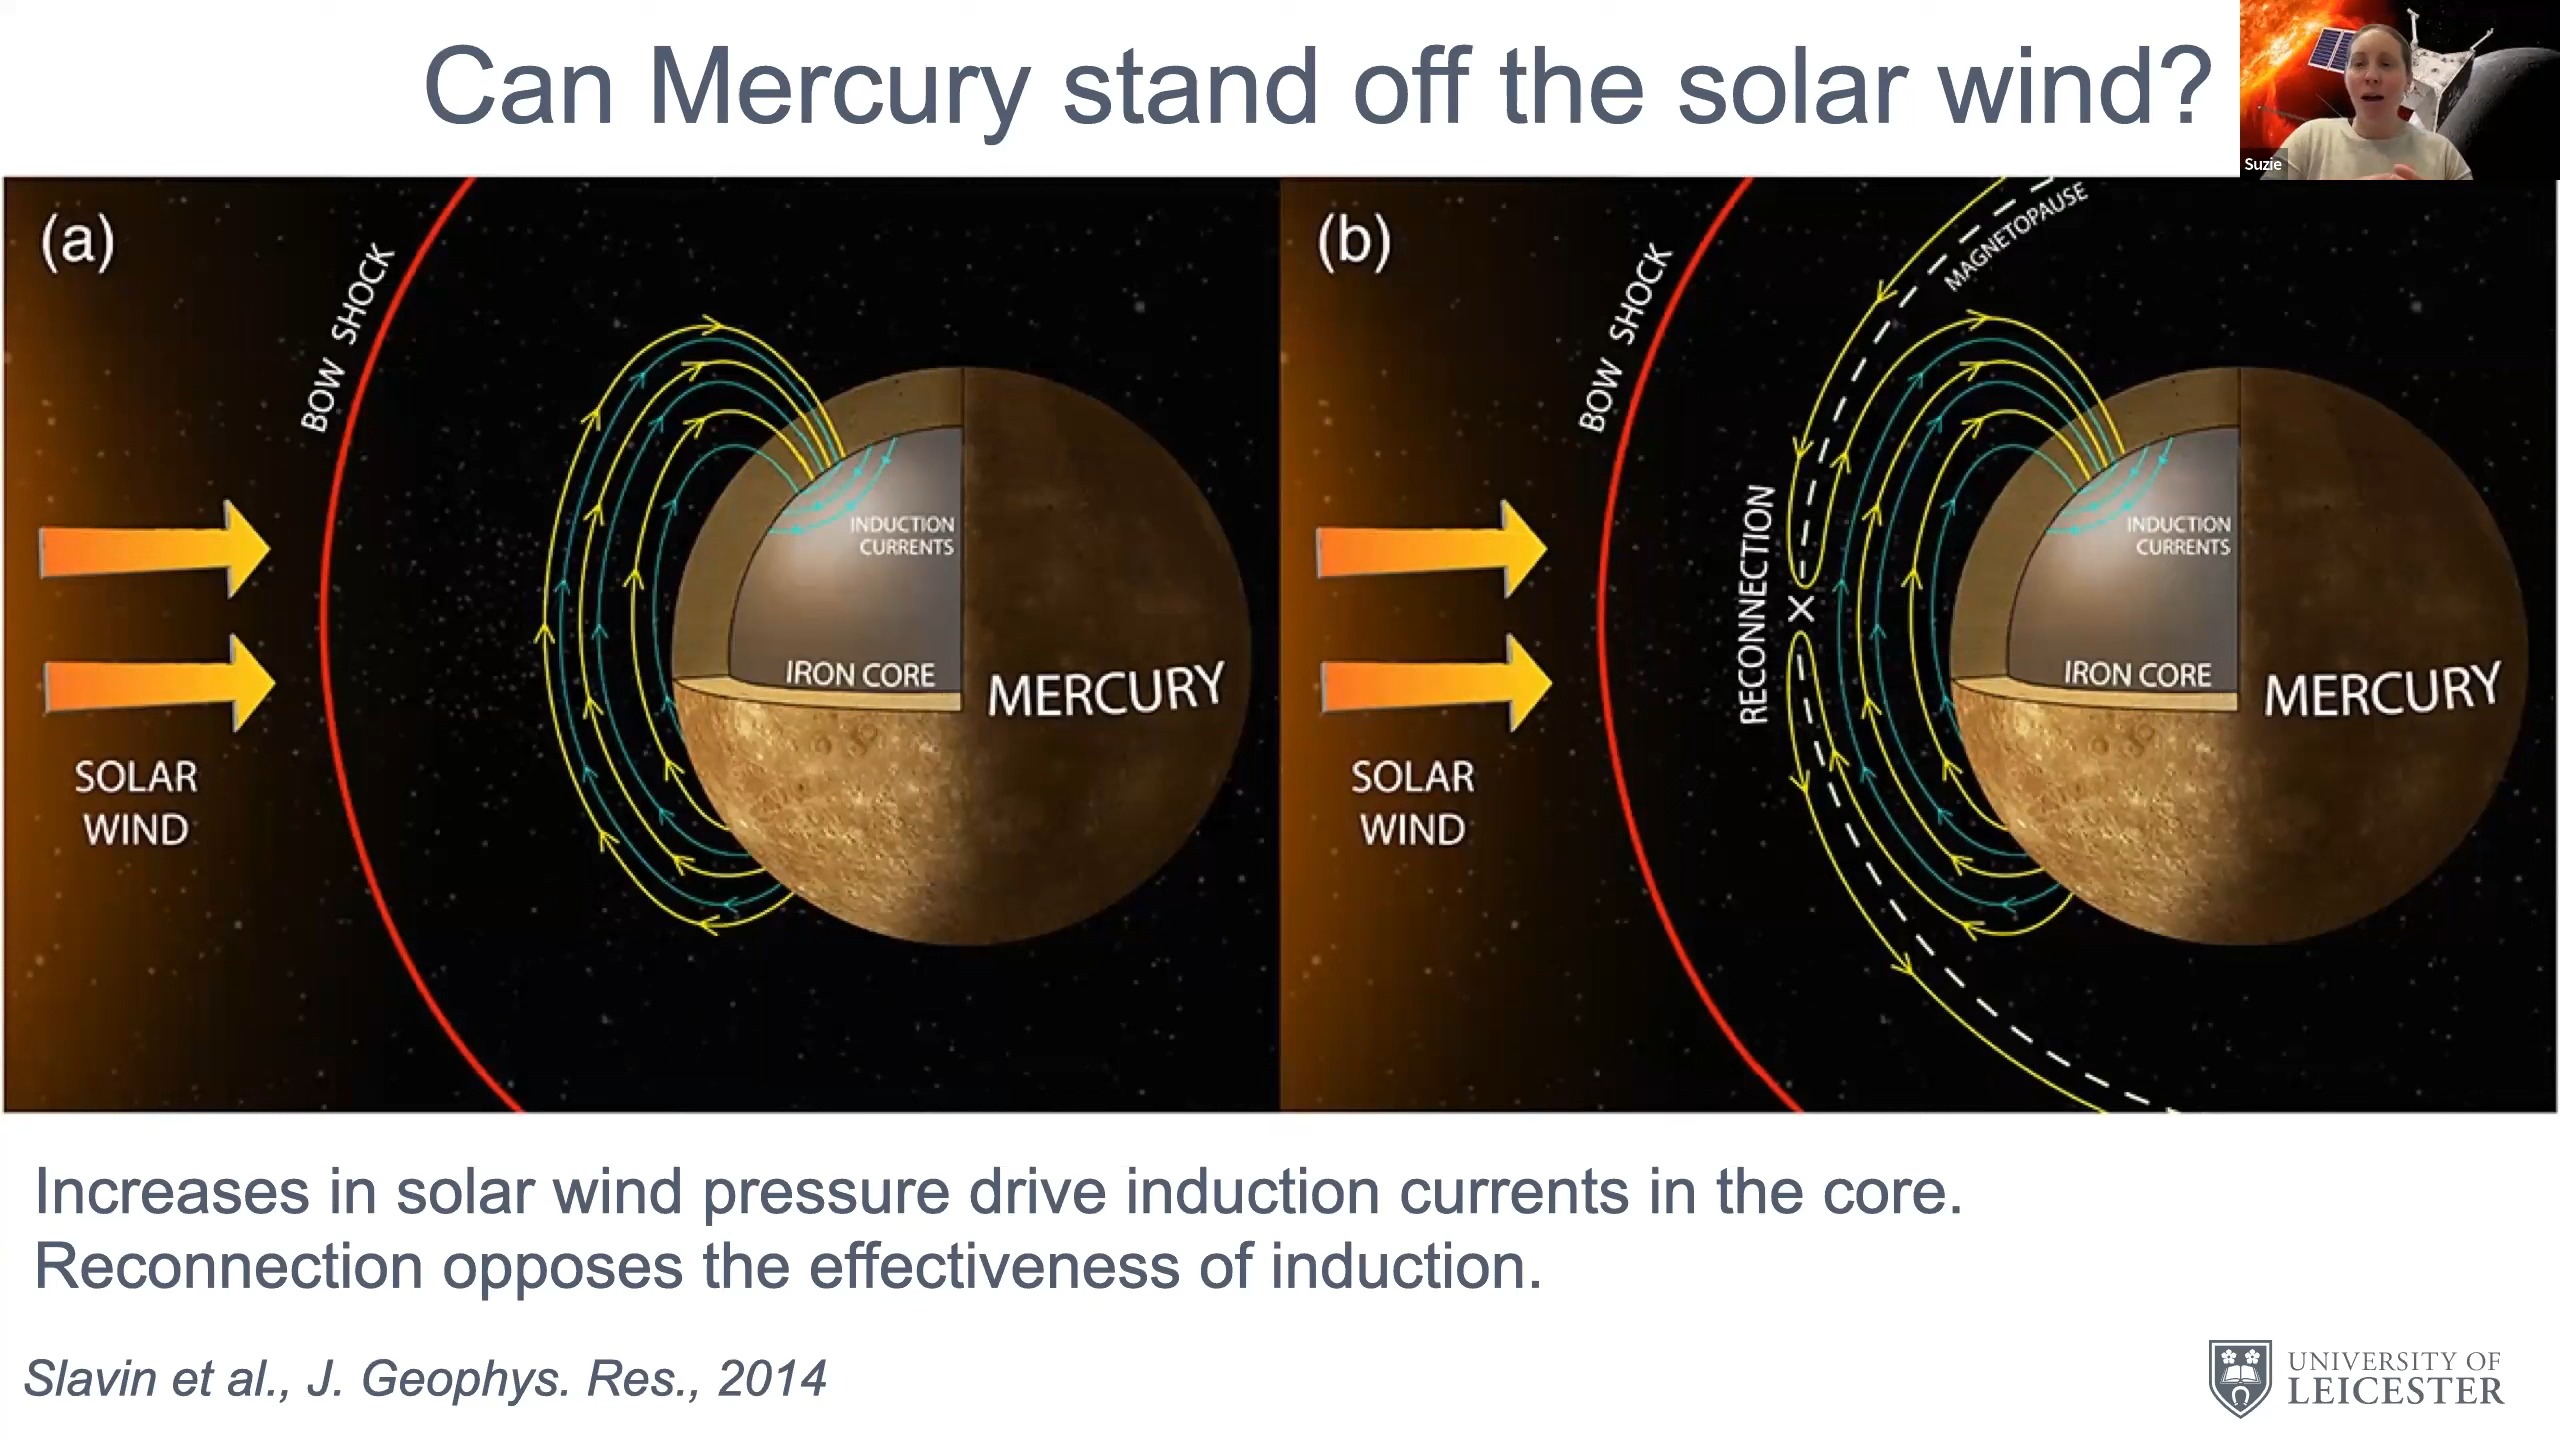 Can Mercury stand off the solar wind?
Suzie
(a)
BOW SHOCK
SOLAR
WIND
INDUCTION
CURRENTS
IRON CORE
MERCURY
(b)
BOW SHOCK
MAGNETOPAUSE
RECONNECTION
X
SOLAR
WIND
INDUCTION
CURRENTS
IRON CORE
MERCURY
Increases in solar wind pressure drive induction currents in the core.
Reconnection opposes the effectiveness of induction.
Slavin et al., J. Geophys. Res., 2014
UNIVERSITY OF
LEICESTER